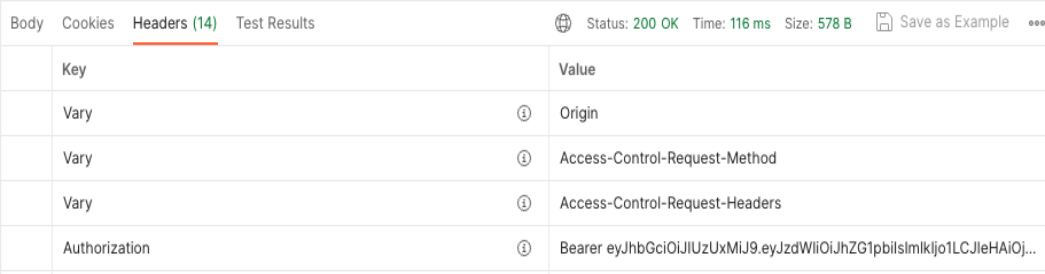 Body Cookies Headers (14) Test Results Status: 200 OK Time: 116 ms Size: 578 B Save as Example
Key Value
Vary Origin
Vary Access-Control-Request-Method
Vary Access-Control-Request-Headers
Authorization Bearer eyJhbGciOiJIUzUxMiJ9.eyJzdWIiOiJhZG1pbiIsImlkIjo1LCJleHAiOj...